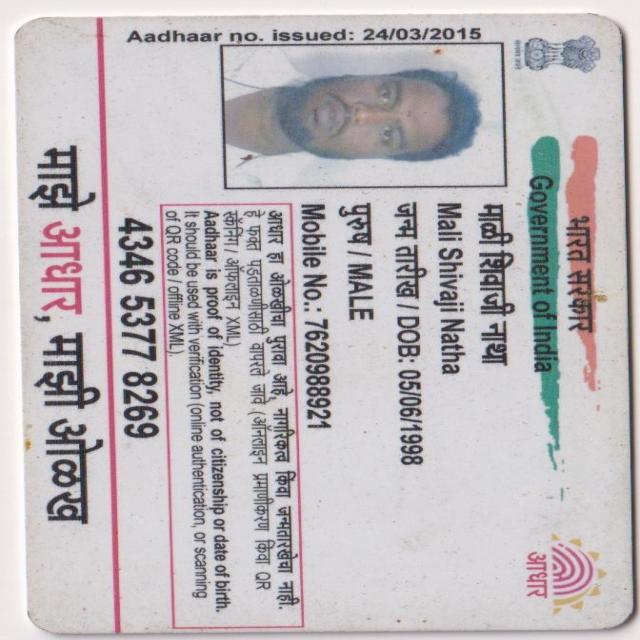 Aadhaar no. issued: 24/03/2015
भारत सरकार
Government of India
माळी शिवाजी नाथा
Mali Shivaji Natha
जन्म तारीख / DOB: 05/06/1998
पुरुष / MALE
Mobile No.: 7620988921
आधार हा ओळखीचा पुरावा आहे, नागरिकत्व किंवा जन्मतारखेचा नाही.
हे फक्त पडताळणीसाठी वापरले जावे (ऑनलाइन प्रमाणीकरण किंवा QR
कोड स्कॅनिंग, ऑफलाइन XML)
Aadhaar is proof of identity, not of citizenship or date of birth.
It should be used with verification (online authentication, or scanning
of QR code / offline XML).
4346 5377 8269
माझे आधार, माझी ओळख
आधार